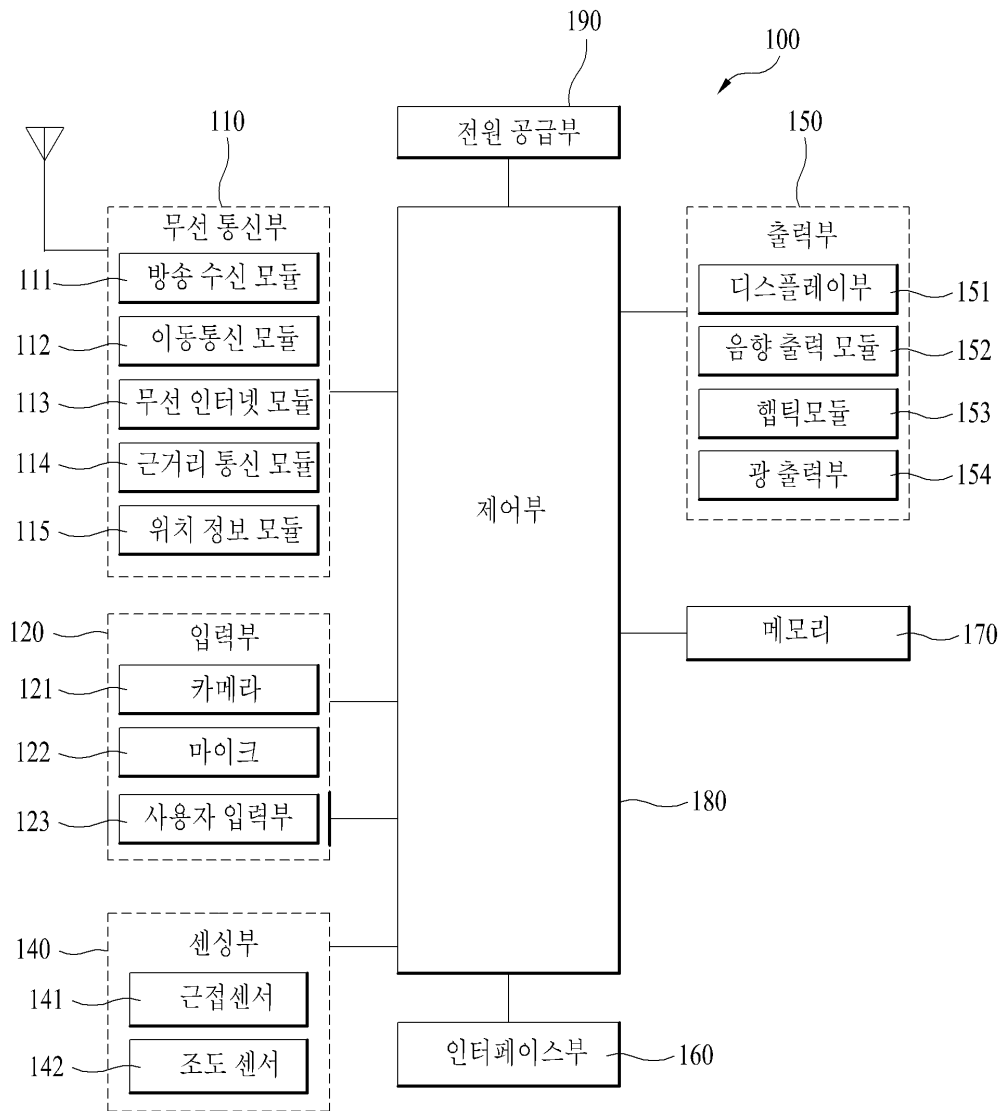 190
100
전원 공급부
110
무선 통신부
111
방송 수신 모듈
112
이동통신 모듈
113
무선 인터넷 모듈
114
근거리 통신 모듈
115
위치 정보 모듈
120
입력부
121
카메라
122
마이크
123
사용자 입력부
140
센싱부
141
근접센서
142
조도 센서
제어부
180
인터페이스부
160
150
출력부
디스플레이부
151
음향 출력 모듈
152
햅틱모듈
153
광 출력부
154
메모리
170